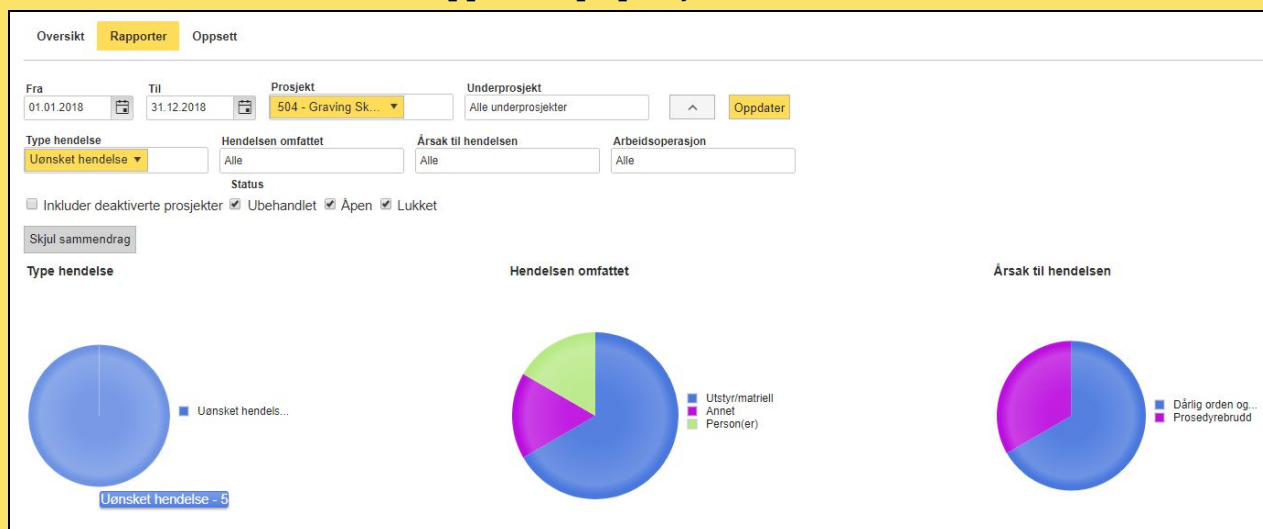 Oversikt Rapporter Oppsett
Fra Til Prosjekt Underprosjekt
01.01.2018 31.12.2018 504 - Graving Sk... Alle underprosjekter Oppdater
Type hendelse Hendelsen omfattet Årsak til hendelsen Arbeidsoperasjon
Uønsket hendelse Alle Alle Alle
Status
Inkluder deaktiverte prosjekter Ubehandlet Åpen Lukket
Skjul sammendrag
Type hendelse Hendelsen omfattet Årsak til hendelsen
Uønsket hendels...
Utstyr/matriell
Annet
Person(er)
Dårlig orden og...
Prosedyrebrudd
Uønsket hendelse - 5